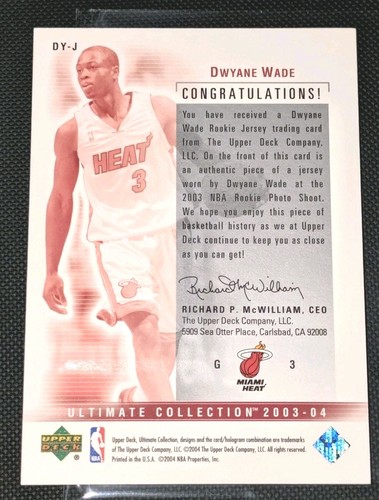 DY-J
DWYANE WADE
CONGRATULATIONS!
You have received a Dwyane
Wade Rookie Jersey trading card
from The Upper Deck Company,
LLC. On the front of this card is
an authentic piece of a jersey
worn by Dwyane Wade at the
2003 NBA Rookie Photo Shoot.
We hope you enjoy this piece of
basketball history as we at Upper
Deck continue to keep you as close
as you can get!
HEAT
3
Richard McWilliam
RICHARD P. McWILLIAM, CEO
The Upper Deck Company, LLC.
5909 Sea Otter Place, Carlsbad, CA 92008
G
MIAMI
HEAT
3
ULTIMATE COLLECTION™ 2003-04
UPPER
DECK
NBA
Upper Deck, Ultimate Collection, designs and the card/hologram combination are trademarks
of The Upper Deck Company, LLC. ©2004 The Upper Deck Company, LLC. All rights reserved.
Printed in the U.S.A. ©2004 NBA Properties, Inc.